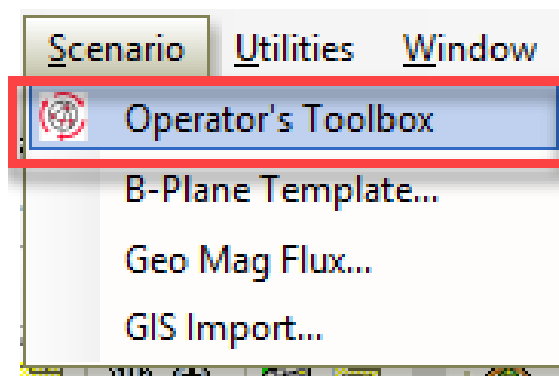 Scenario Utilities Window
Operator's Toolbox
B-Plane Template...
Geo Mag Flux...
GIS Import...